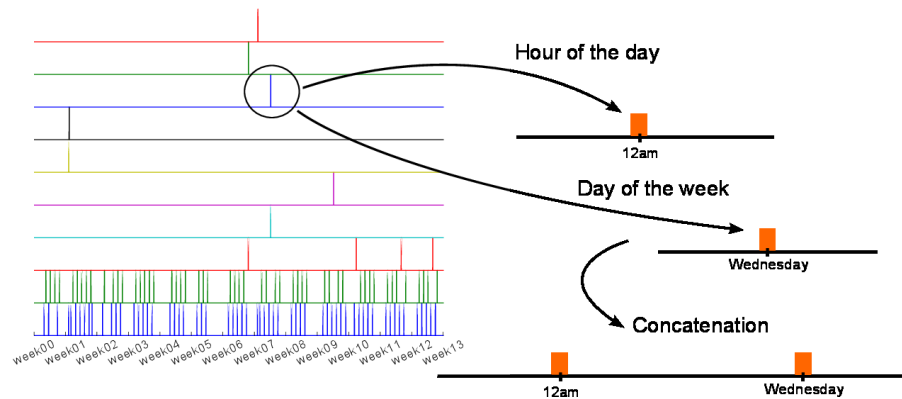 Hour of the day
12am
Day of the week
Wednesday
Concatenation
12am
Wednesday
week00
week01
week02
week03
week04
week05
week06
week07
week08
week09
week10
week11
week12
week13